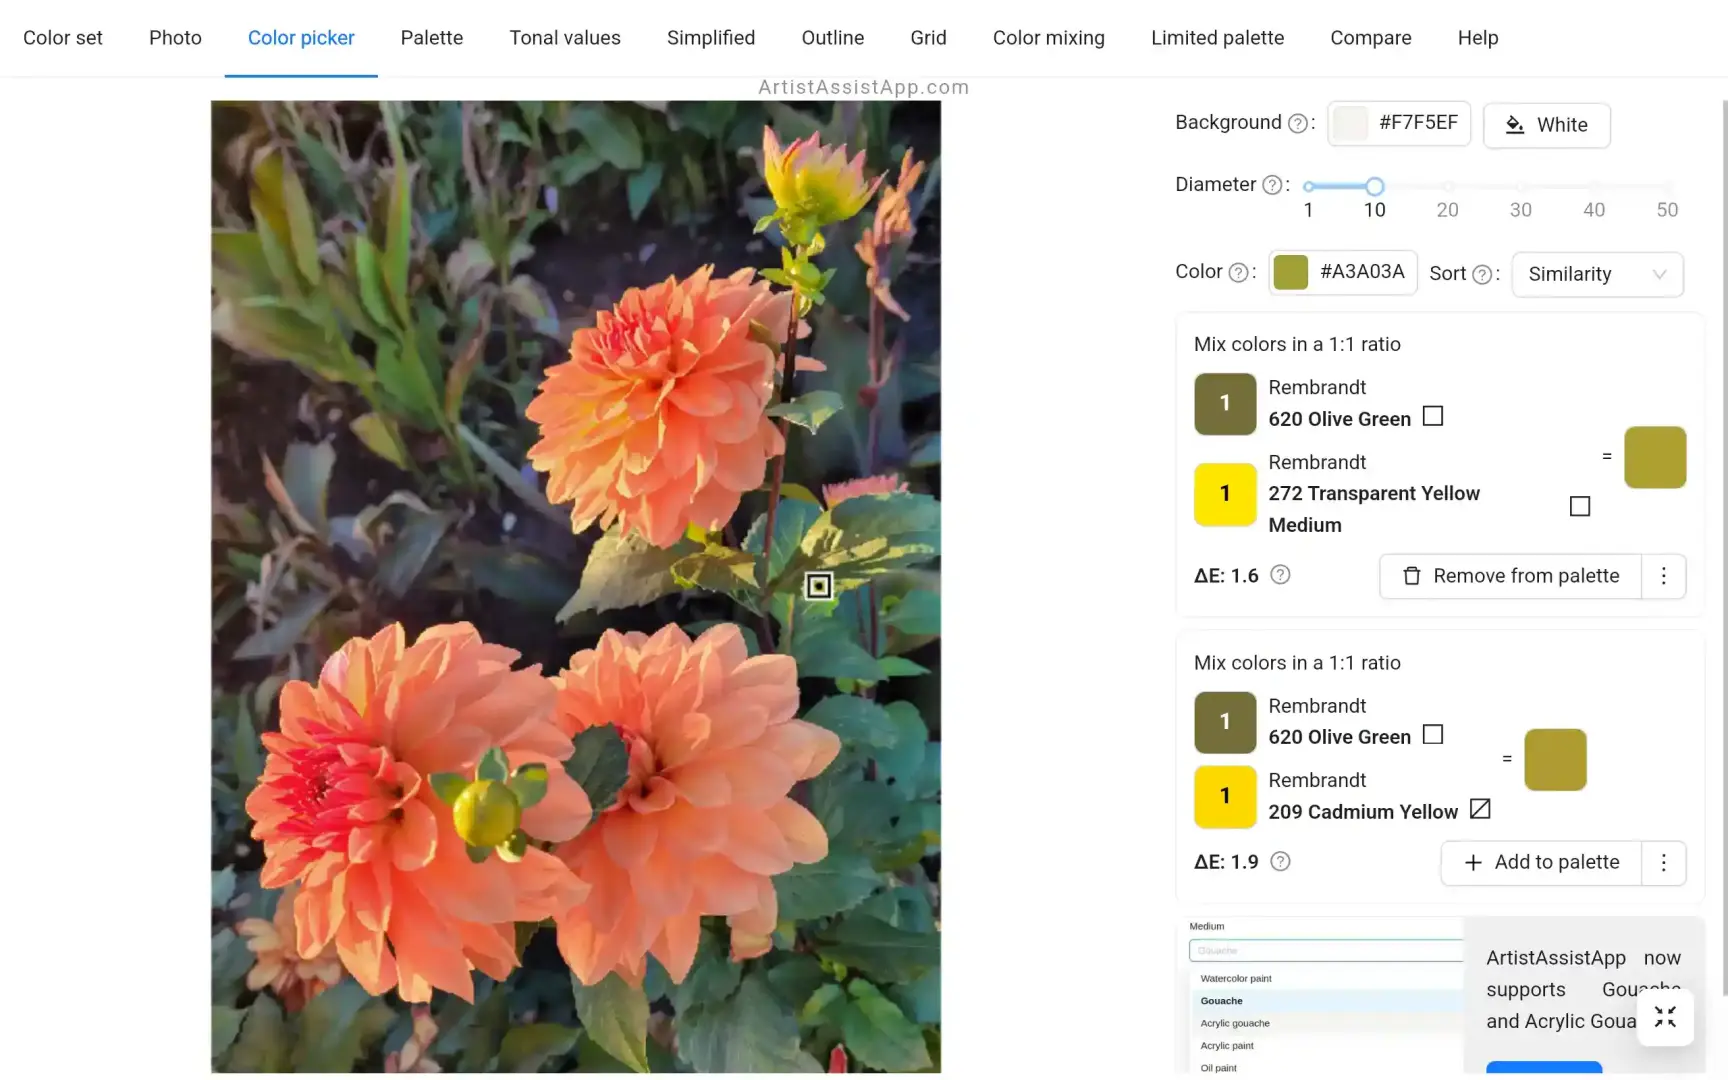 Color set Photo Color picker Palette Tonal values Simplified Outline Grid Color mixing Limited palette Compare Help
ArtistAssistApp.com
Background ? : #F7F5EF White
Diameter ? :
1 10 20 30 40 50
Color ? : #A3A03A Sort ? : Similarity
Mix colors in a 1:1 ratio
1 Rembrandt
620 Olive Green
=
1 Rembrandt
272 Transparent Yellow
Medium
ΔE: 1.6 ? Remove from palette
Mix colors in a 1:1 ratio
1 Rembrandt
620 Olive Green
=
1 Rembrandt
209 Cadmium Yellow
ΔE: 1.9 ? + Add to palette
Medium
Gouache
Watercolor paint
Gouache
Acrylic gouache
Acrylic paint
Oil paint
ArtistAssistApp now
supports Gouache
and Acrylic Goua